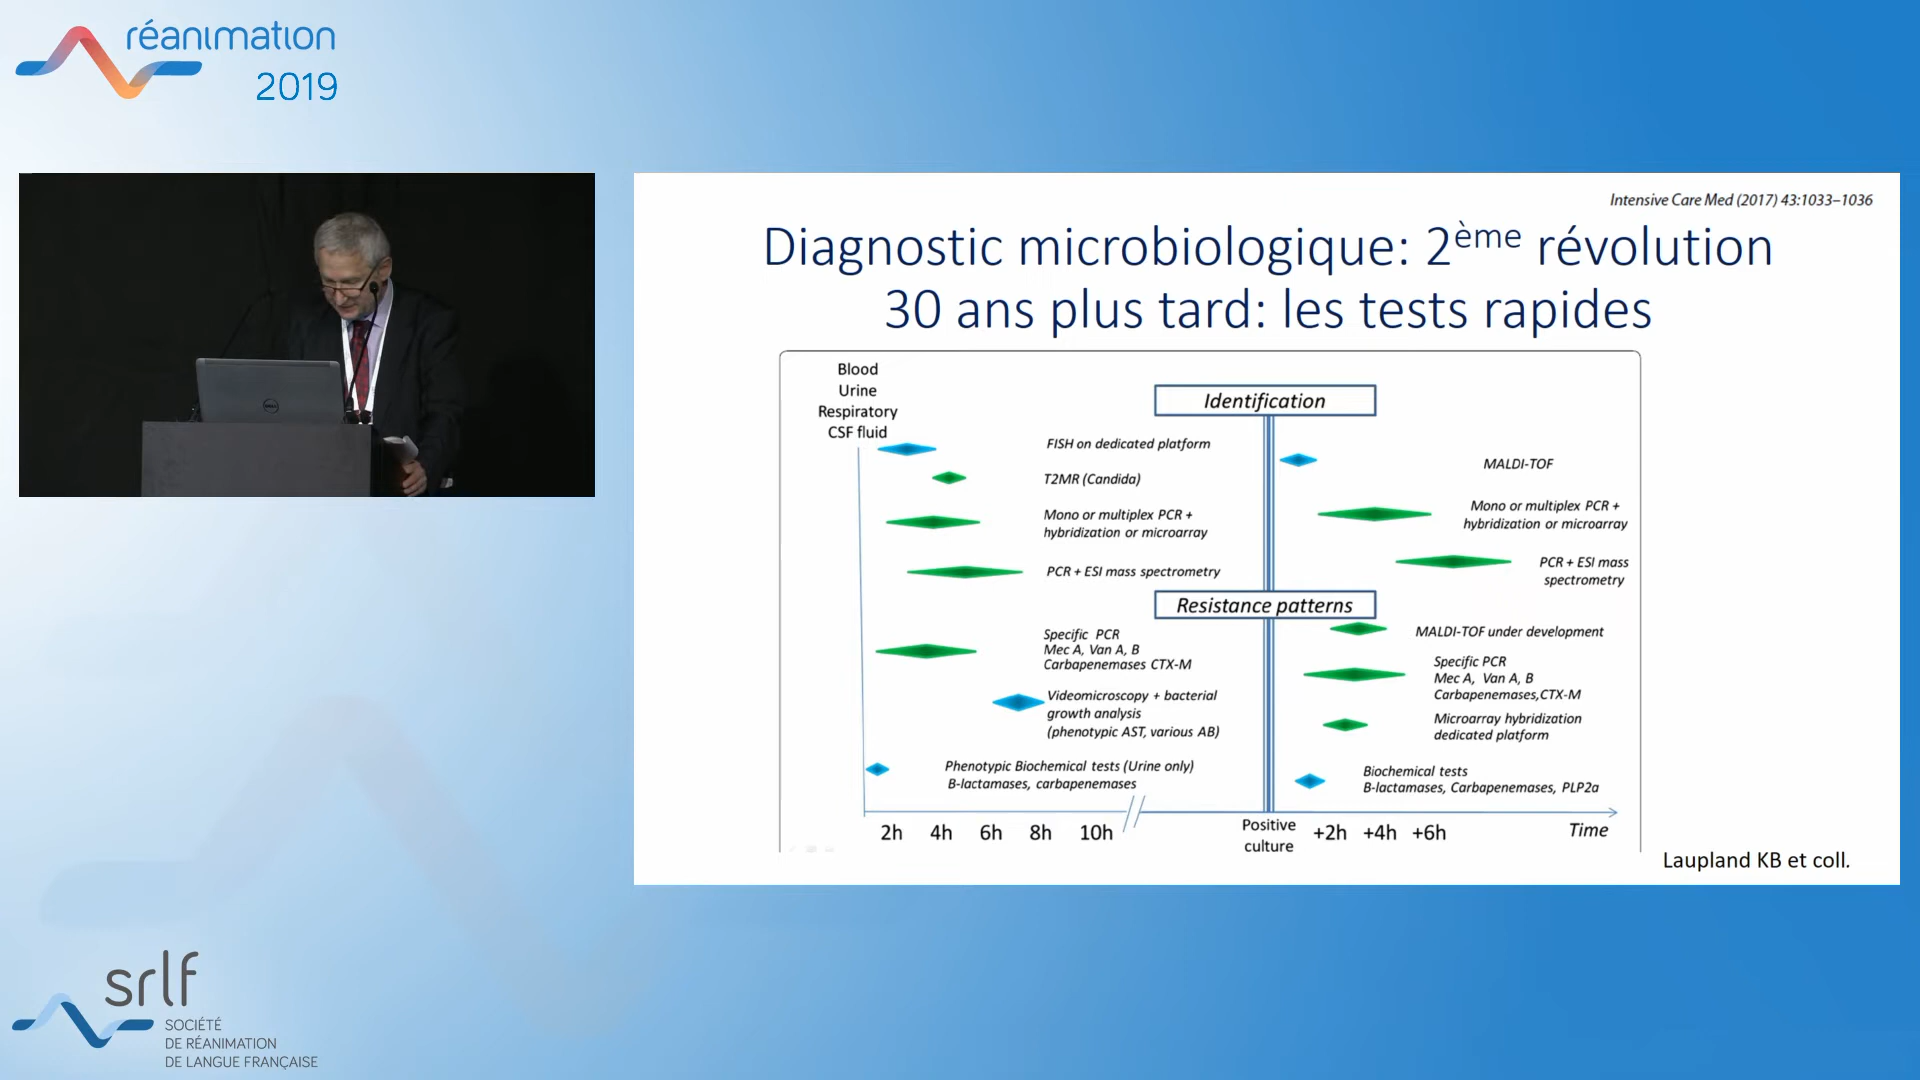 réanimation
2019
Intensive Care Med (2017) 43:1033–1036
Diagnostic microbiologique: 2ème révolution
30 ans plus tard: les tests rapides
Blood
Urine
Respiratory
CSF fluid
Identification
FISH on dedicated platform
T2MR (Candida)
Mono or multiplex PCR +
hybridization or microarray
PCR + ESI mass spectrometry
MALDI-TOF
Mono or multiplex PCR +
hybridization or microarray
PCR + ESI mass
spectrometry
Resistance patterns
Specific PCR
Mec A, Van A, B
Carbapenemases CTX-M
Videomicroscopy + bacterial
growth analysis
(phenotypic AST, various AB)
Phenotypic Biochemical tests (Urine only)
B-lactamases, carbapenemases
MALDI-TOF under development
Specific PCR
Mec A, Van A, B
Carbapenemases,CTX-M
Microarray hybridization
dedicated platform
Biochemical tests
B-lactamases, Carbapenemases, PLP2a
2h 4h 6h 8h 10h
Positive
culture
+2h +4h +6h
Time
Laupland KB et coll.
DELL
srlf
SOCIÉTÉ
DE RÉANIMATION
DE LANGUE FRANÇAISE